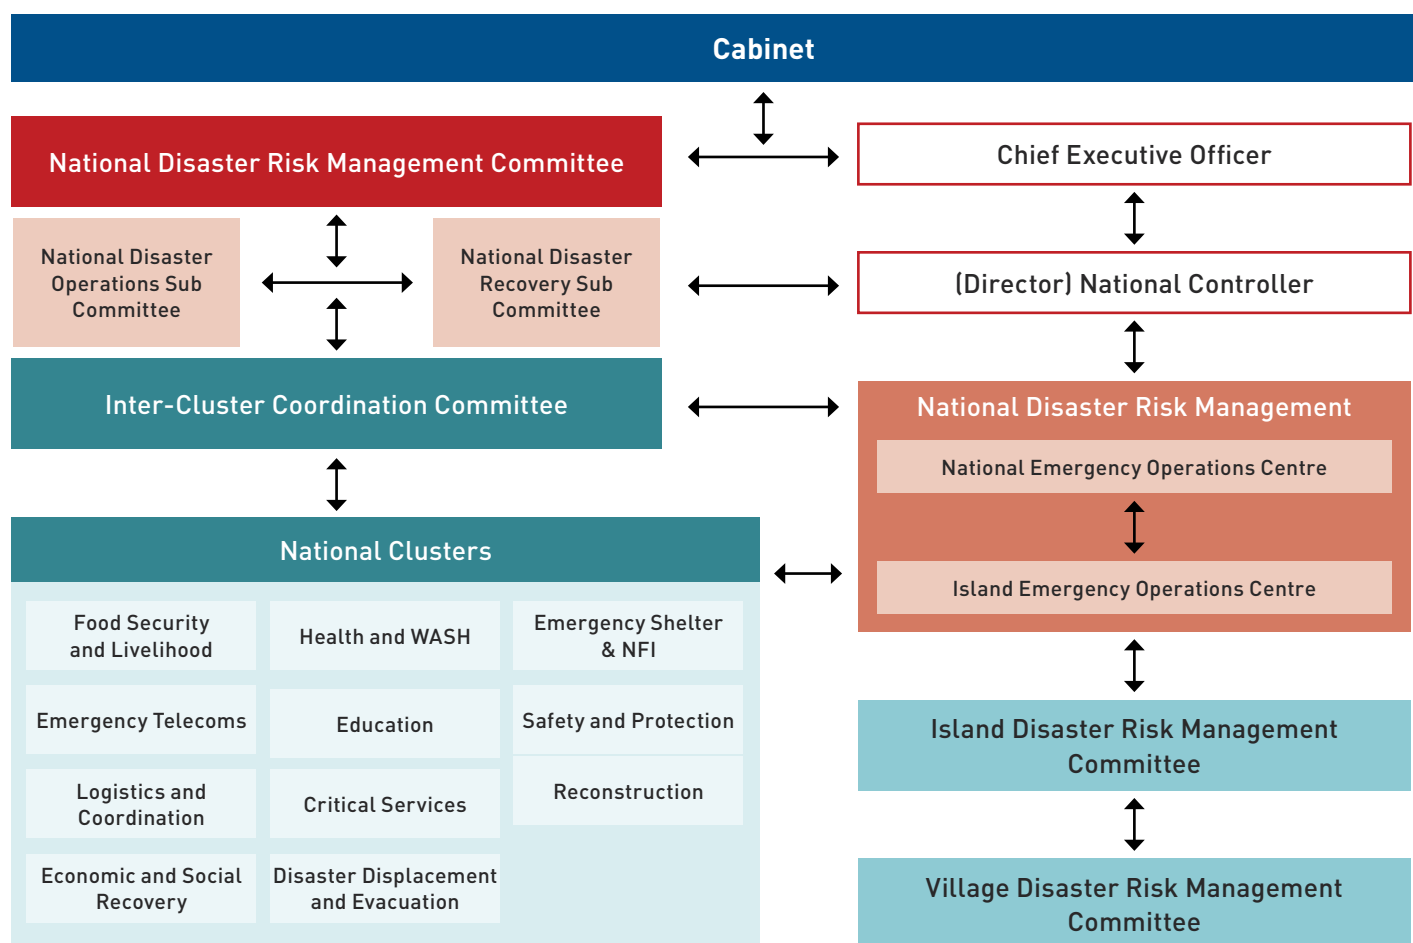 Cabinet
National Disaster Risk Management Committee
Chief Executive Officer
National Disaster
Operations Sub
Committee
National Disaster
Recovery Sub
Committee
(Director) National Controller
Inter-Cluster Coordination Committee
National Disaster Risk Management
National Emergency Operations Centre
Island Emergency Operations Centre
National Clusters
Food Security
and Livelihood
Health and WASH
Emergency Shelter
& NFI
Emergency Telecoms
Education
Safety and Protection
Logistics and
Coordination
Critical Services
Reconstruction
Economic and Social
Recovery
Disaster Displacement
and Evacuation
Island Disaster Risk Management
Committee
Village Disaster Risk Management
Committee